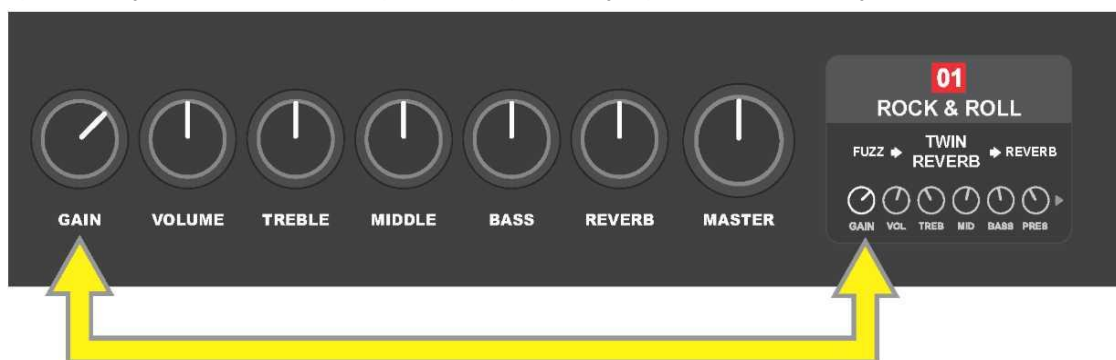 GAIN VOLUME TREBLE MIDDLE BASS REVERB MASTER
01
ROCK & ROLL
FUZZ TWIN REVERB REVERB
GAIN VOL TREB MID BASS PRES